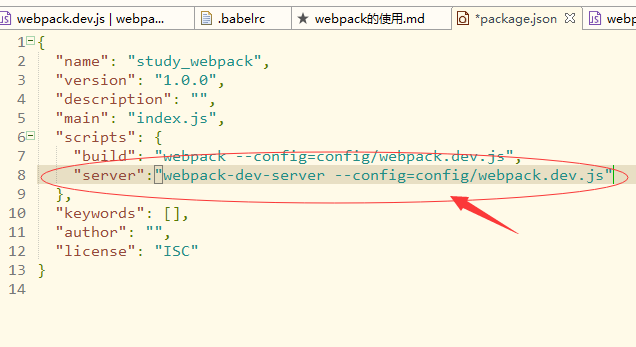 webpack.dev.js | webpa...
.babelrc
webpack的使用.md
*package.json
webp
1 {
2 "name": "study_webpack",
3 "version": "1.0.0",
4 "description": "",
5 "main": "index.js",
6 "scripts": {
7 "build": "webpack --config=config/webpack.dev.js",
8 "server":"webpack-dev-server --config=config/webpack.dev.js"
9 },
10 "keywords": [],
11 "author": "",
12 "license": "ISC"
13 }
14